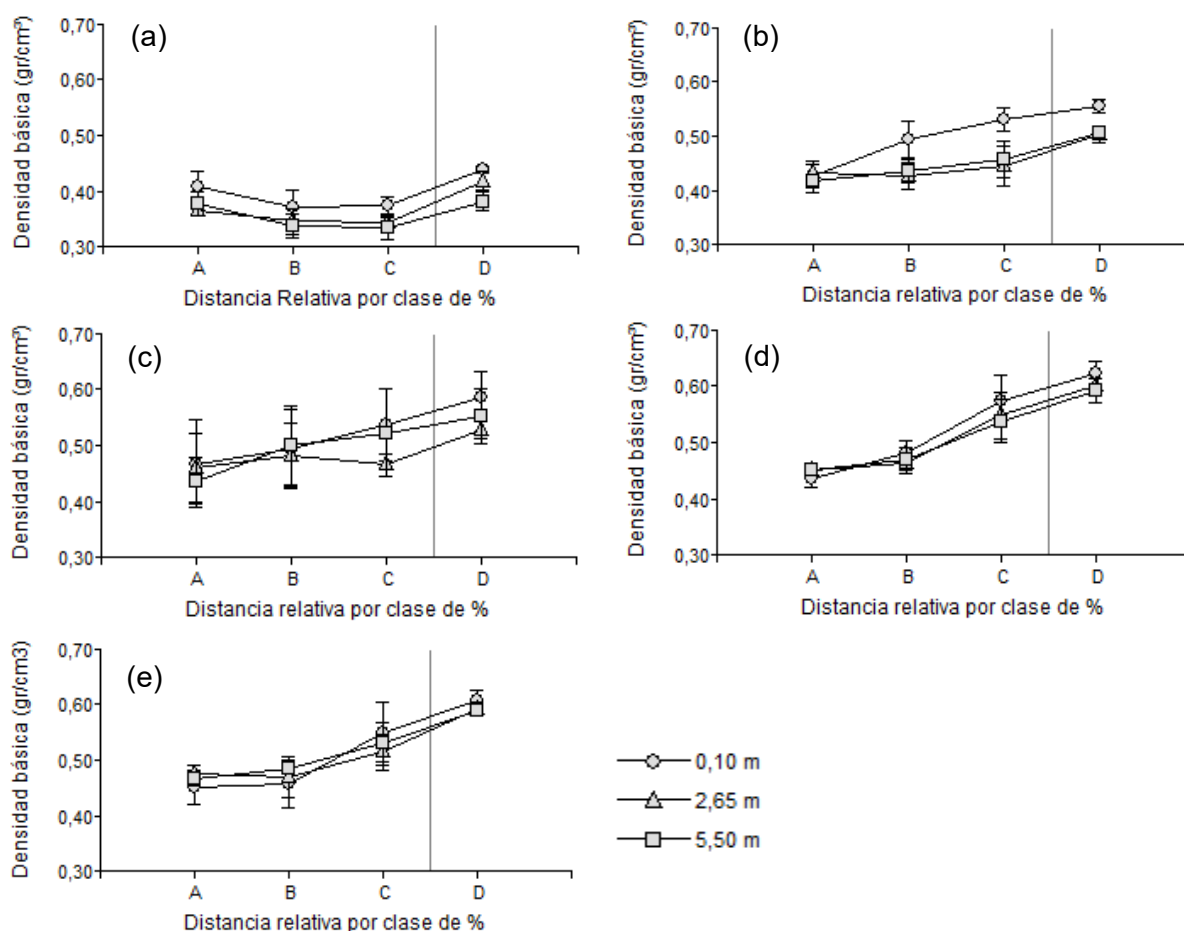 (a)
Densidad básica (gr/cm³)
0,70
0,60
0,50
0,40
0,30
A B C D
Distancia Relativa por clase de %
(b)
Densidad básica (gr/cm³)
0,70
0,60
0,50
0,40
0,30
A B C D
Distancia relativa por clase de %
(c)
Densidad básica (gr/cm³)
0,70
0,60
0,50
0,40
0,30
A B C D
Distancia relativa por clase de %
(d)
Densidad básica (gr/cm³)
0,70
0,60
0,50
0,40
0,30
A B C D
Distancia relativa por clase de %
(e)
Densidad básica (gr/cm3)
0,70
0,60
0,50
0,40
0,30
A B C D
Distancia relativa por clase de %
0,10 m
2,65 m
5,50 m